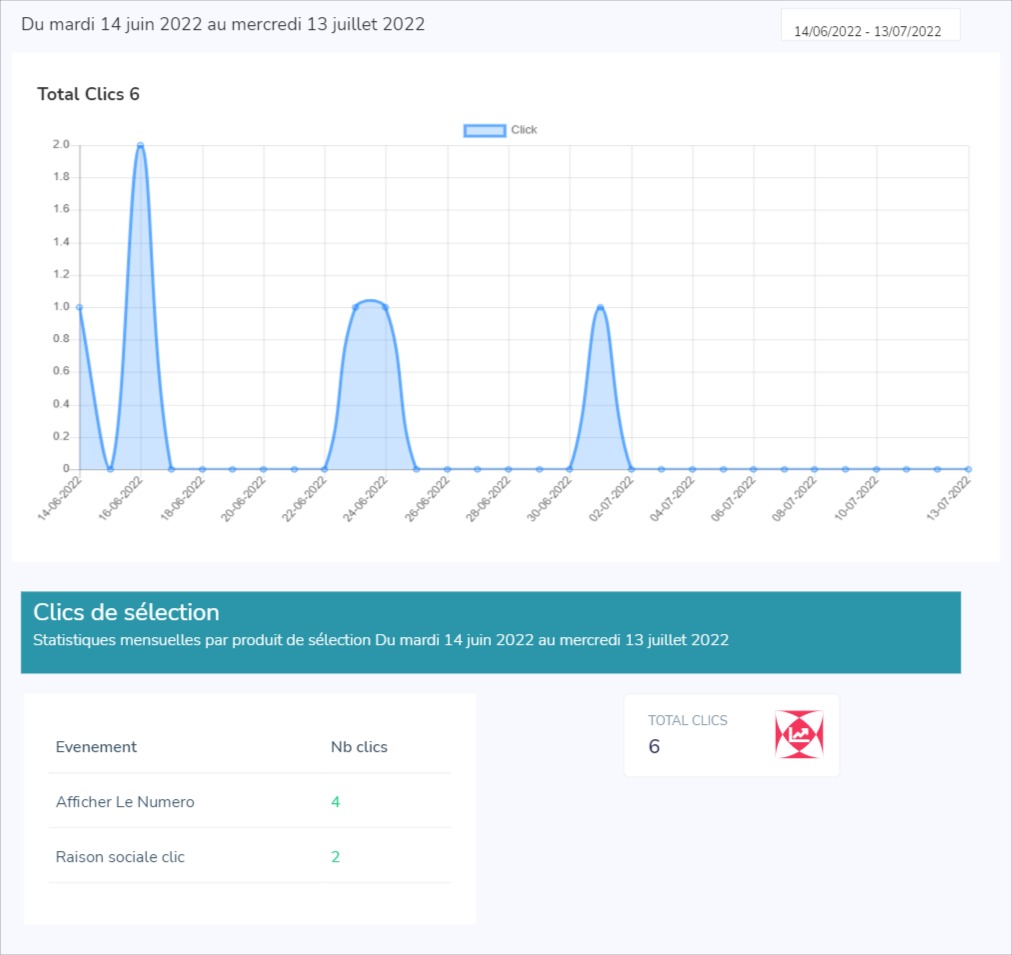 Du mardi 14 juin 2022 au mercredi 13 juillet 2022
14/06/2022 - 13/07/2022
Total Clics 6
Click
2.0
1.8
1.6
1.4
1.2
1.0
0.8
0.6
0.4
0.2
0
14-06-2022
16-06-2022
18-06-2022
20-06-2022
22-06-2022
24-06-2022
26-06-2022
28-06-2022
30-06-2022
02-07-2022
04-07-2022
06-07-2022
08-07-2022
10-07-2022
13-07-2022
Clics de sélection
Statistiques mensuelles par produit de sélection Du mardi 14 juin 2022 au mercredi 13 juillet 2022
Evenement Nb clics
Afficher Le Numero 4
Raison sociale clic 2
TOTAL CLICS
6